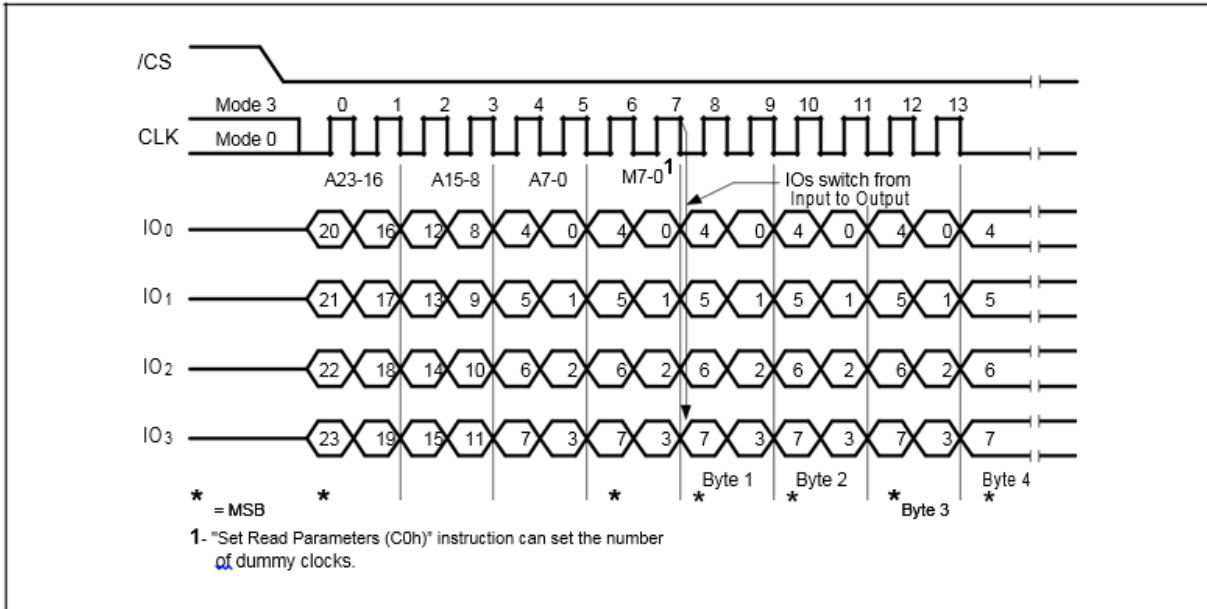 /CS
Mode 3 0 1 2 3 4 5 6 7 8 9 10 11 12 13
CLK Mode 0
A23-16 A15-8 A7-0 M7-0 1 IOs switch from
Input to Output
IO0 20 16 12 8 4 0 4 0 4 0 4 0 4 0 4
IO1 21 17 13 9 5 1 5 1 5 1 5 1 5 1 5
IO2 22 18 14 10 6 2 6 2 6 2 6 2 6 2 6
IO3 23 19 15 11 7 3 7 3 7 3 7 3 7 3 7
Byte 1 Byte 2 Byte 4
* * * * * * *
= MSB Byte 3
1- "Set Read Parameters (C0h)" instruction can set the number
of dummy clocks.